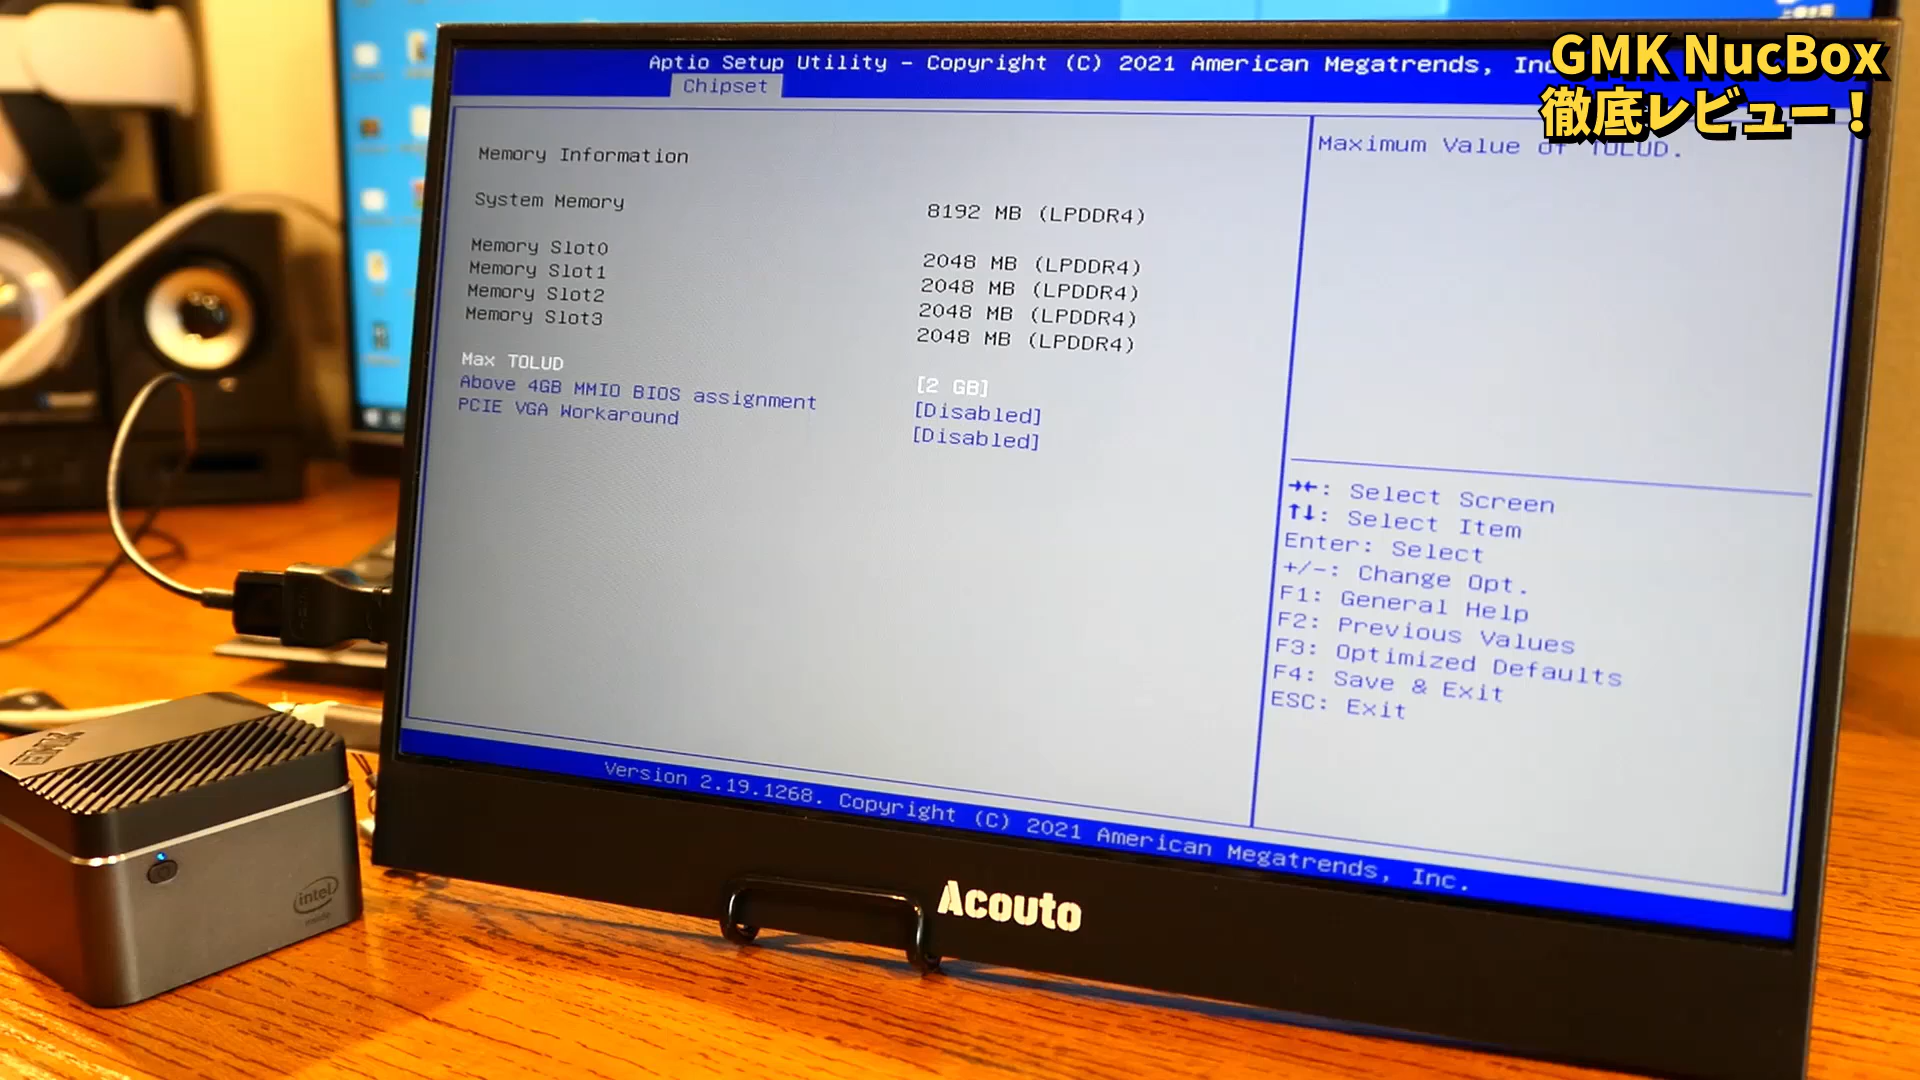 GMK NucBox
徹底レビュー！
Aptio Setup Utility - Copyright (C) 2021 American Megatrends, Inc
Chipset
Memory Information
System Memory 8192 MB (LPDDR4)
Memory Slot0 2048 MB (LPDDR4)
Memory Slot1 2048 MB (LPDDR4)
Memory Slot2 2048 MB (LPDDR4)
Memory Slot3 2048 MB (LPDDR4)
Max TOLUD [2 GB]
Above 4GB MMIO BIOS assignment [Disabled]
PCIE VGA Workaround [Disabled]
Maximum Value of TOLUD.
→←: Select Screen
↑↓: Select Item
Enter: Select
+/-: Change Opt.
F1: General Help
F2: Previous Values
F3: Optimized Defaults
F4: Save & Exit
ESC: Exit
Version 2.19.1268. Copyright (C) 2021 American Megatrends, Inc.
Acouto
intel
inside